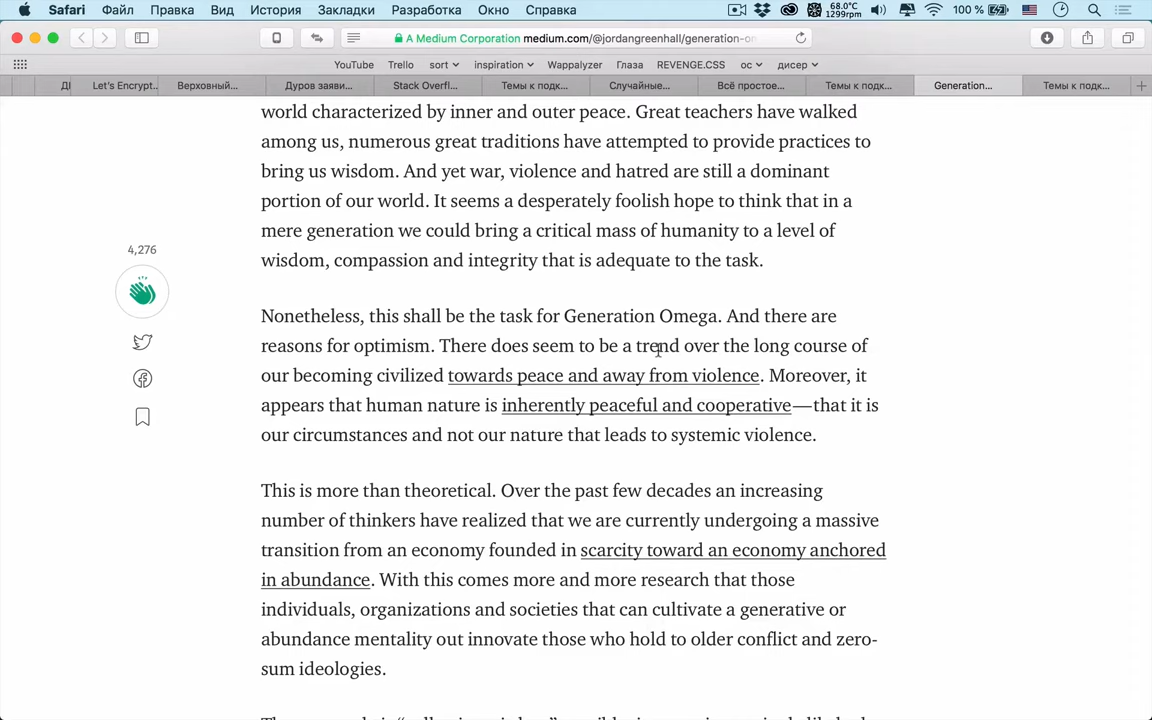 Safari Файл Правка Вид История Закладки Разработка Окно Справка 68.0°C 1299rpm 100 %
A Medium Corporation medium.com/@jordangreenhall/generation-o
YouTube Trello sort inspiration Wappalyzer Глаза REVENGE.CSS ос дисер
Let's Encrypt... Верховный... Дуров заяви... Stack Overfl... Темы к подк... Случайные... Всё простое... Темы к подк... Generation... Темы к подк...
world characterized by inner and outer peace. Great teachers have walked
among us, numerous great traditions have attempted to provide practices to
bring us wisdom. And yet war, violence and hatred are still a dominant
portion of our world. It seems a desperately foolish hope to think that in a
mere generation we could bring a critical mass of humanity to a level of
wisdom, compassion and integrity that is adequate to the task.
4,276
Nonetheless, this shall be the task for Generation Omega. And there are
reasons for optimism. There does seem to be a trend over the long course of
our becoming civilized towards peace and away from violence. Moreover, it
appears that human nature is inherently peaceful and cooperative—that it is
our circumstances and not our nature that leads to systemic violence.
This is more than theoretical. Over the past few decades an increasing
number of thinkers have realized that we are currently undergoing a massive
transition from an economy founded in scarcity toward an economy anchored
in abundance. With this comes more and more research that those
individuals, organizations and societies that can cultivate a generative or
abundance mentality out innovate those who hold to older conflict and zero-
sum ideologies.